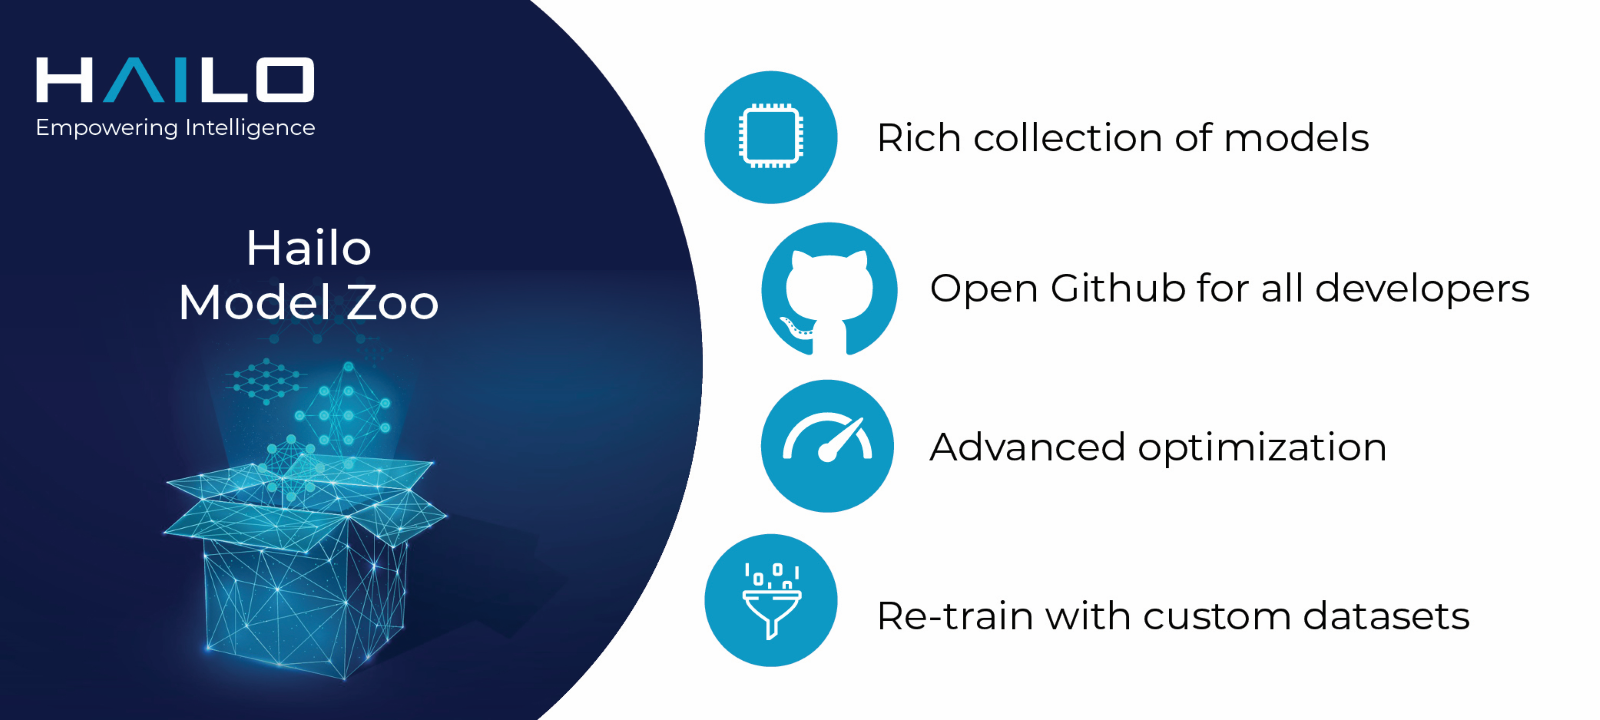 HAILO
Empowering Intelligence
Hailo
Model Zoo
Rich collection of models
Open Github for all developers
Advanced optimization
Re-train with custom datasets